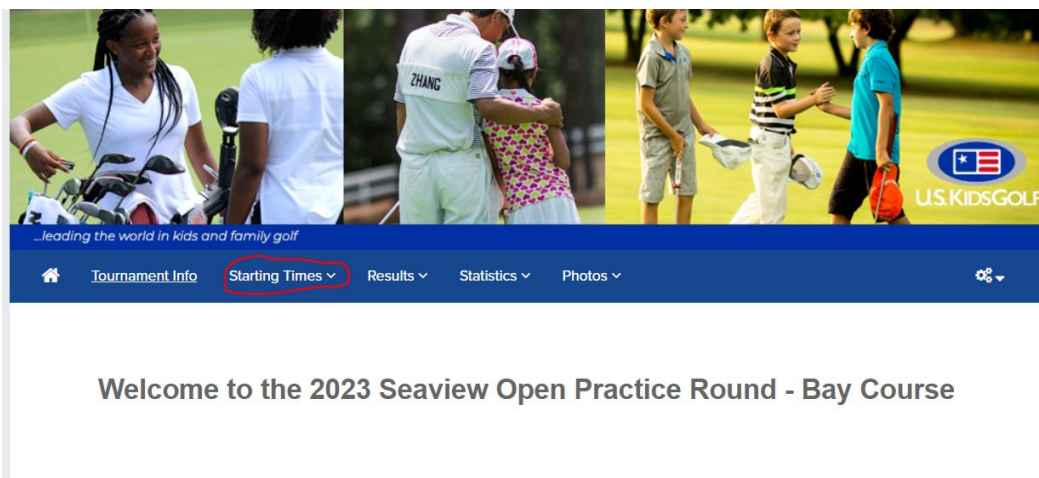 ZHANG
U.S. KIDSGOLF
...leading the world in kids and family golf
Tournament Info Starting Times Results Statistics Photos
Welcome to the 2023 Seaview Open Practice Round - Bay Course